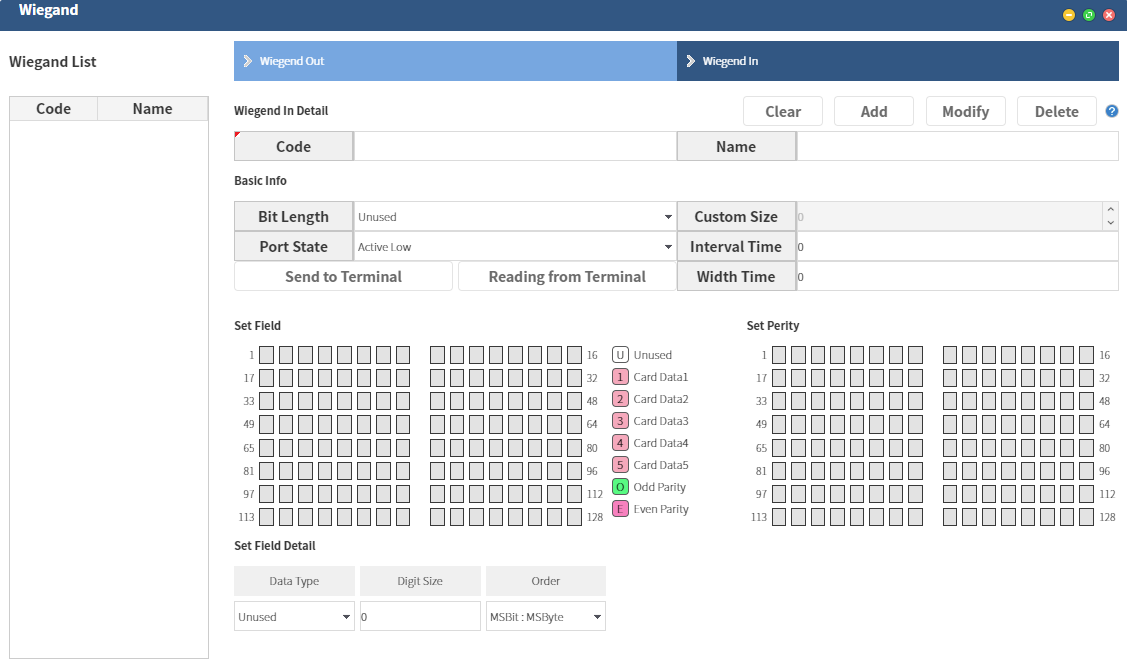 Wiegand
Wiegand List
Code Name
Wiegend Out
Wiegend In
Wiegend In Detail
Clear Add Modify Delete ?
Code Name
Basic Info
Bit Length Unused Custom Size 0
Port State Active Low Interval Time 0
Send to Terminal Reading from Terminal Width Time 0
Set Field Set Perity
1 16 U Unused 1 16
17 32 1 Card Data1 17 32
33 48 2 Card Data2 33 48
49 64 3 Card Data3 49 64
65 80 4 Card Data4 65 80
81 96 5 Card Data5 81 96
97 112 O Odd Parity 97 112
113 128 E Even Parity 113 128
Set Field Detail
Data Type Digit Size Order
Unused 0 MSBit : MSByte